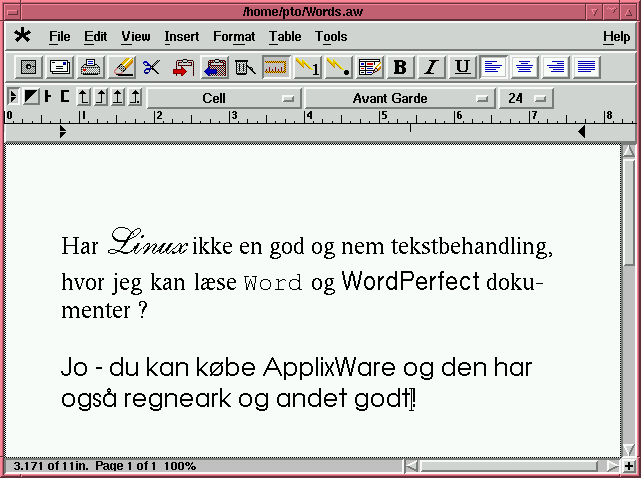 /home/pto/Words.aw
File Edit View Insert Format Table Tools Help
1 B I U
Cell Avant Garde 24
0 1 2 3 4 5 6 7 8
Har Linux ikke en god og nem tekstbehandling,
hvor jeg kan læse Word og WordPerfect doku-
menter ?
Jo - du kan købe ApplixWare og den har
også regneark og andet godt!
3.171 of 11in. Page 1 of 1 100%